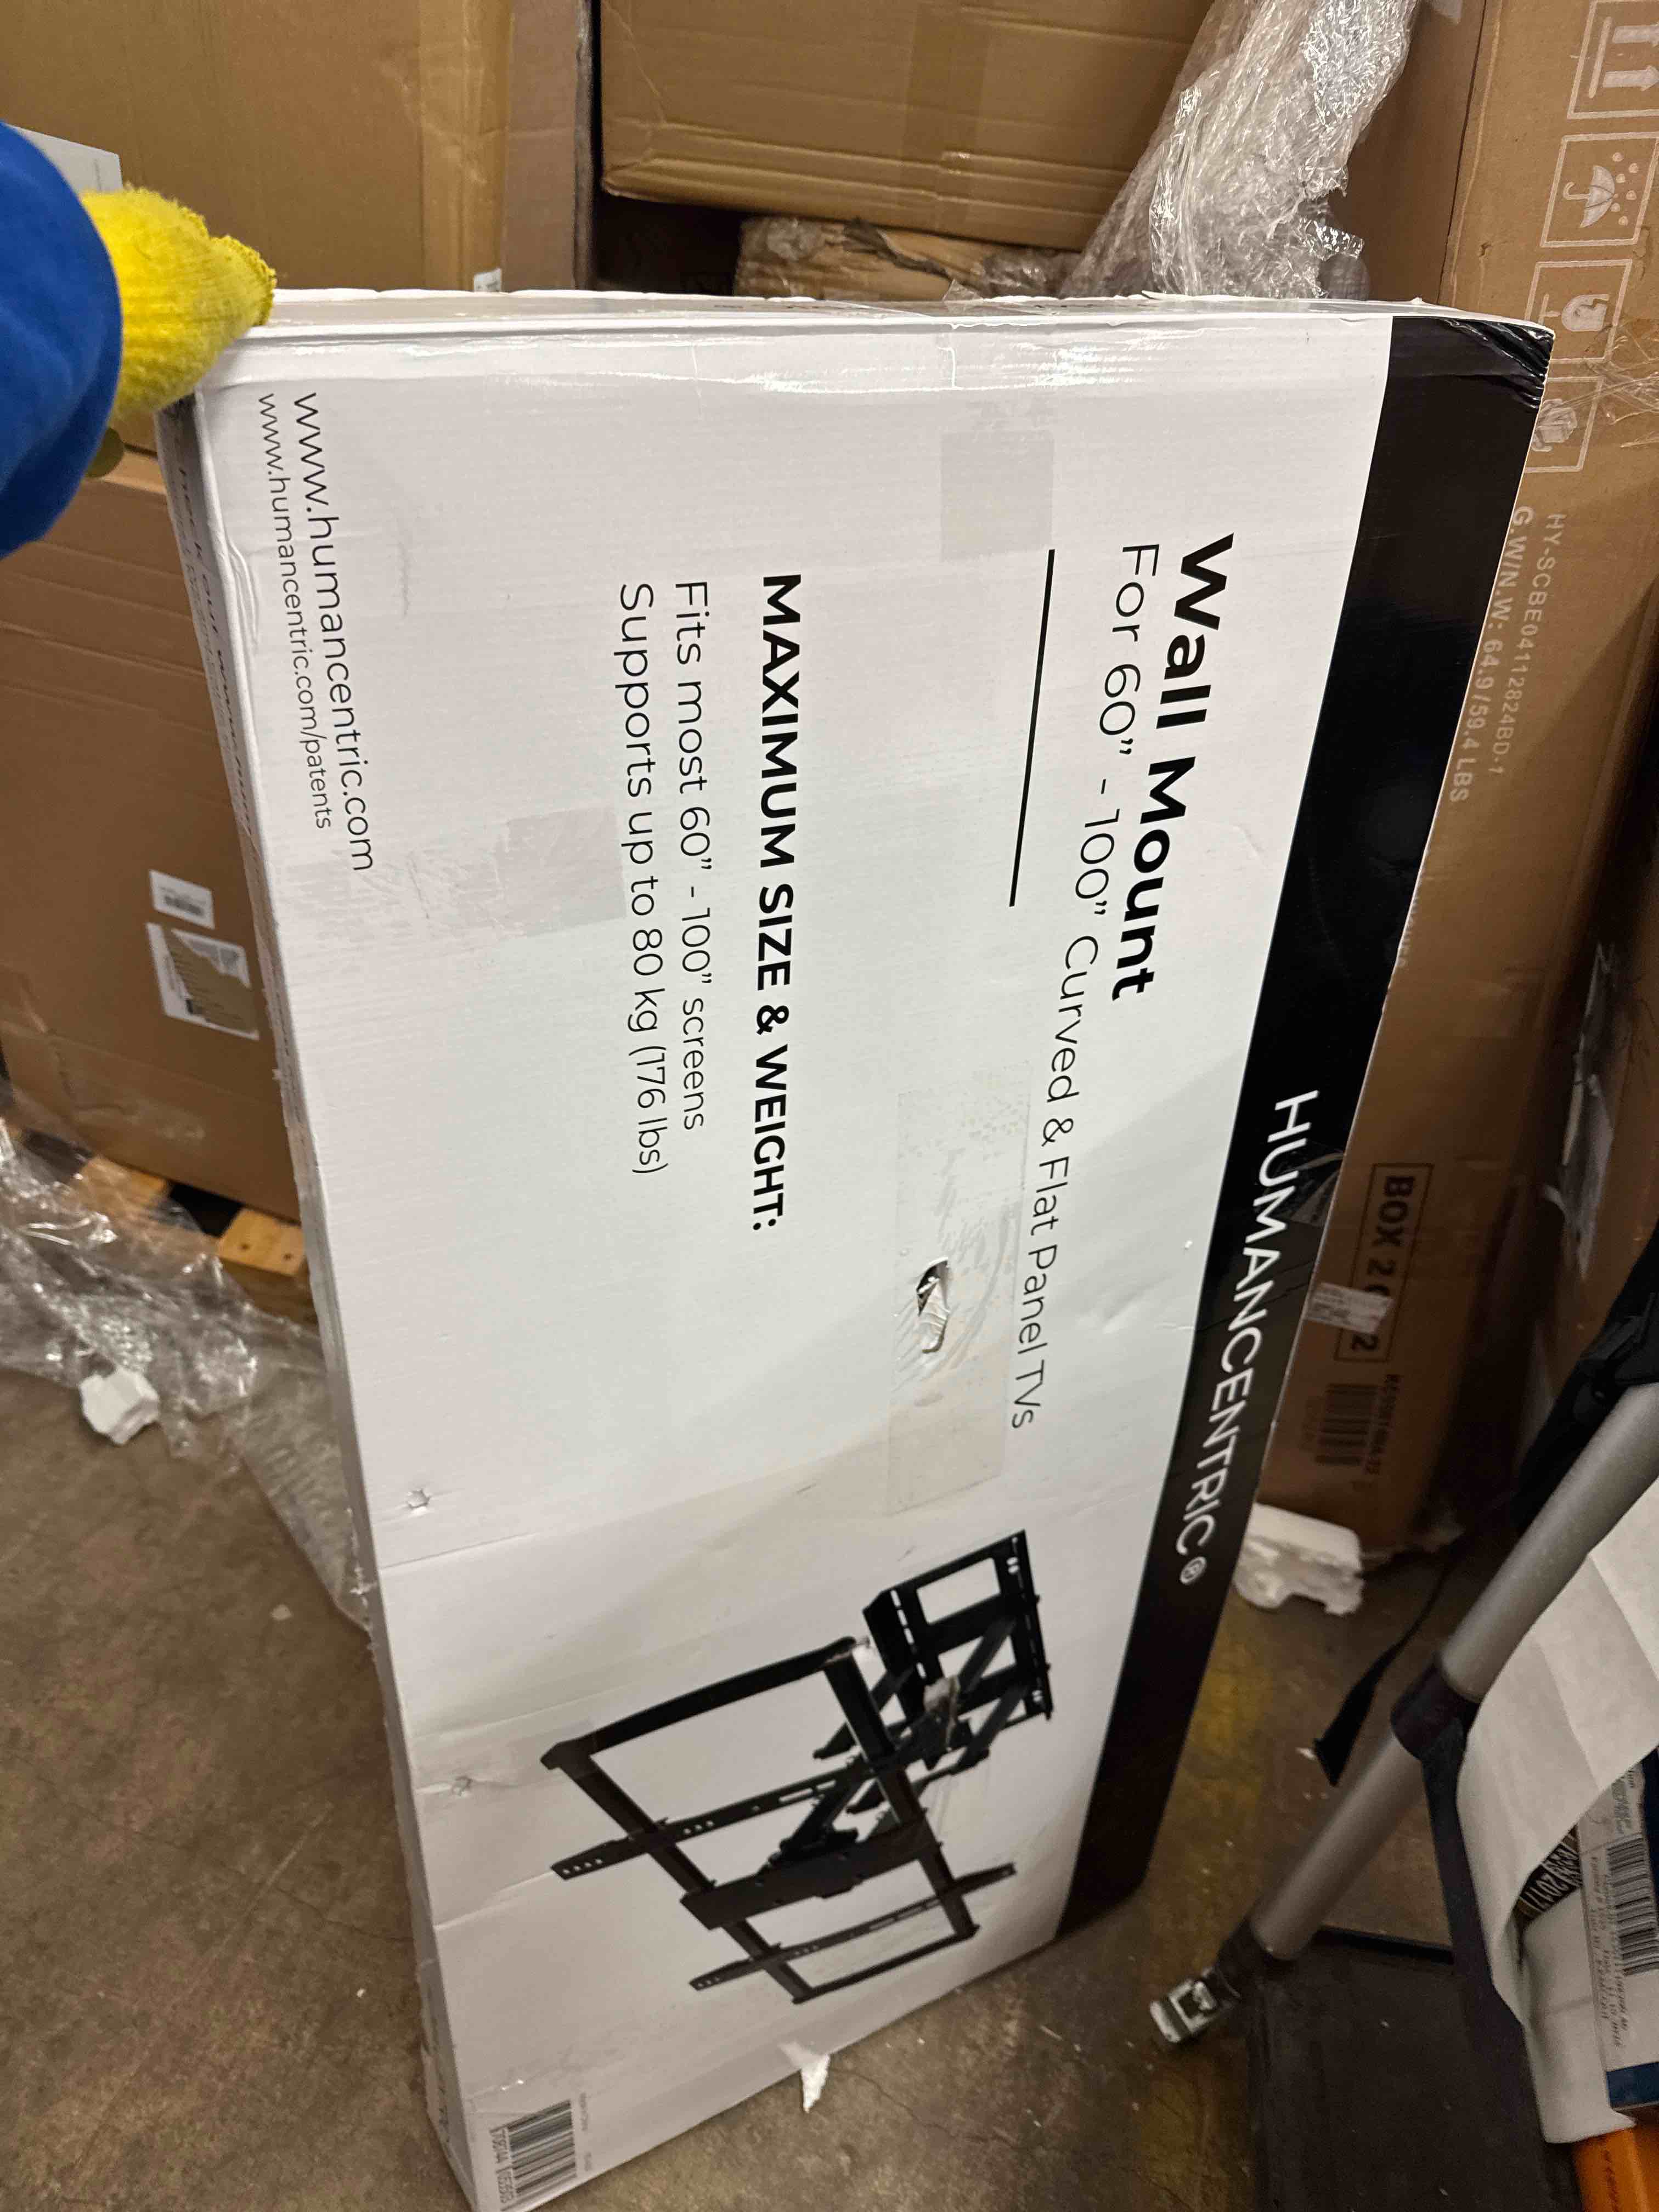 HUMANCENTRIC®
Wall Mount
For 60” - 100” Curved & Flat Panel TVs
MAXIMUM SIZE & WEIGHT:
Fits most 60” - 100” screens
Supports up to 80 kg (176 lbs)
www.humancentric.com
www.humancentric.com/patents
HY-SCBE04112824BD-1
G.W/N.W: 64.9/59.4 LBS
BOX 2
2